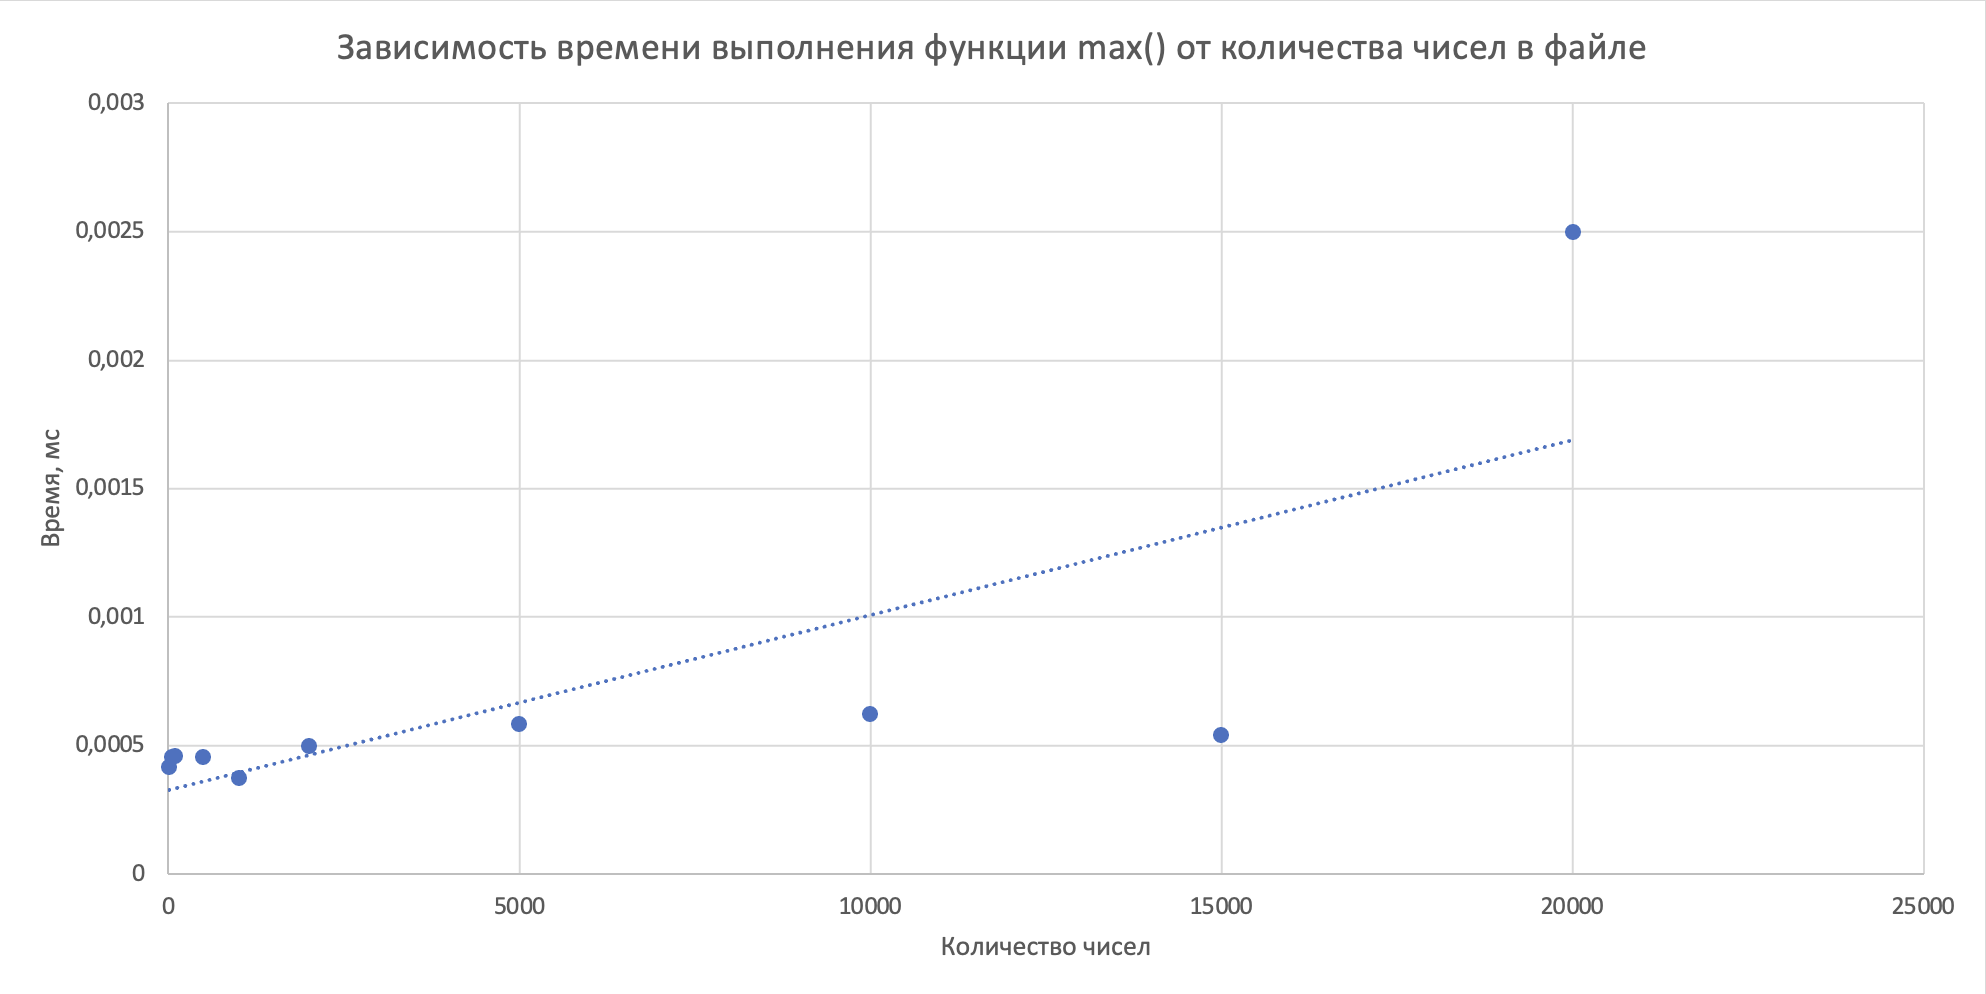 Зависимость времени выполнения функции max() от количества чисел в файле
0,003
0,0025
0,002
0,0015
0,001
0,0005
0
Время, мс
0 5000 10000 15000 20000 25000
Количество чисел